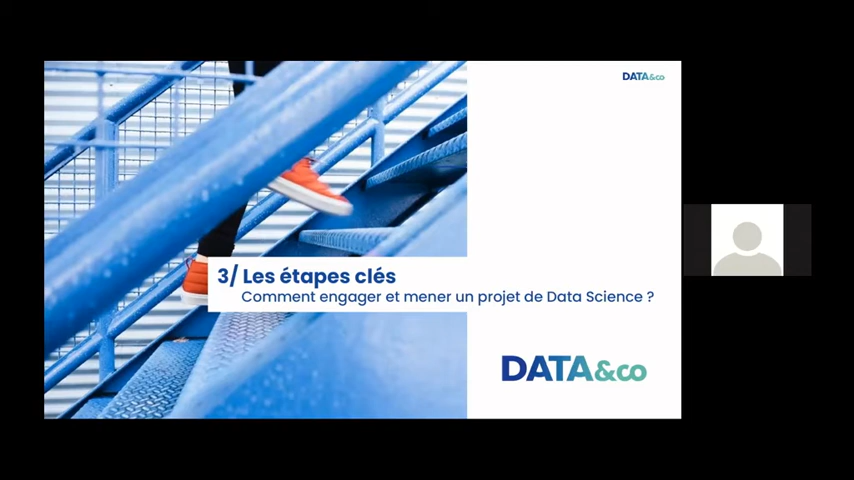 DATA&co
3/ Les étapes clés
Comment engager et mener un projet de Data Science ?
DATA&co